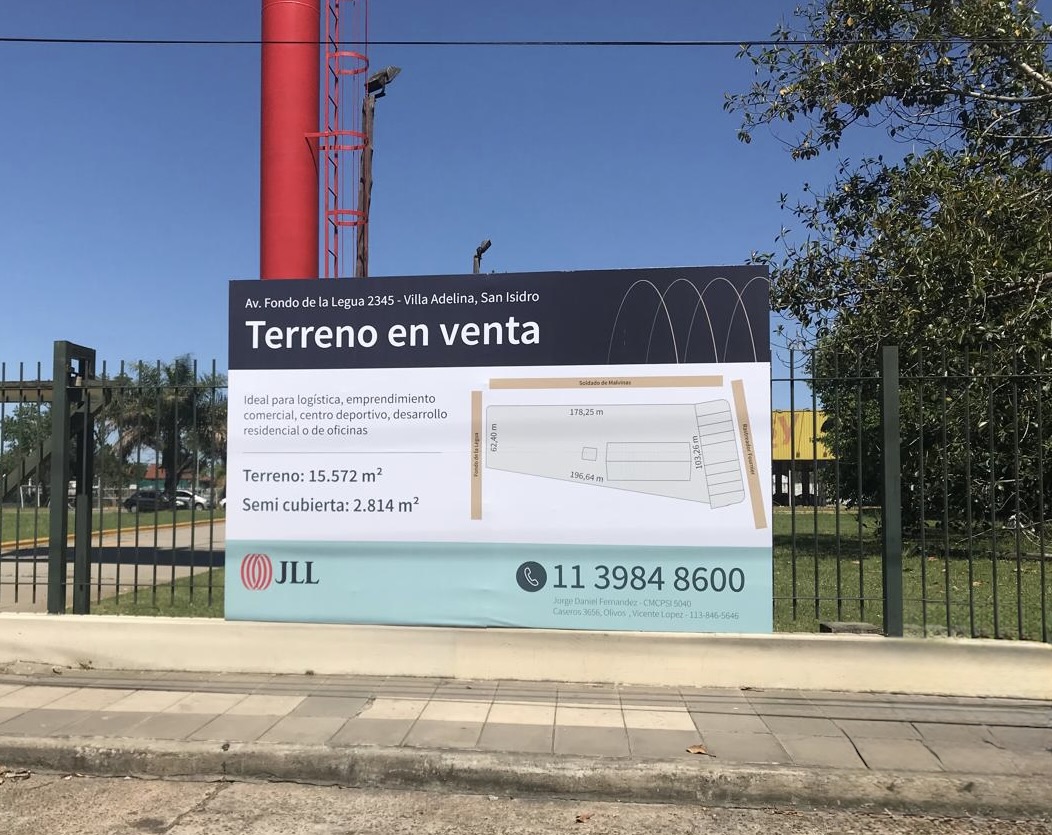 Av. Fondo de la Legua 2345 - Villa Adelina, San Isidro
Terreno en venta
Ideal para logística, emprendimiento
comercial, centro deportivo, desarrollo
residencial o de oficinas
Terreno: 15.572 m²
Semi cubierta: 2.814 m²
Soldado de Malvinas
Fondo de la Legua
178,25 m
62,40 m
103,26 m
196,64 m
JLL
11 3984 8600
Jorge Daniel Fernandez - CMCPSI 5040
Caseros 3656, Olivos , Vicente Lopez - 113-846-5646